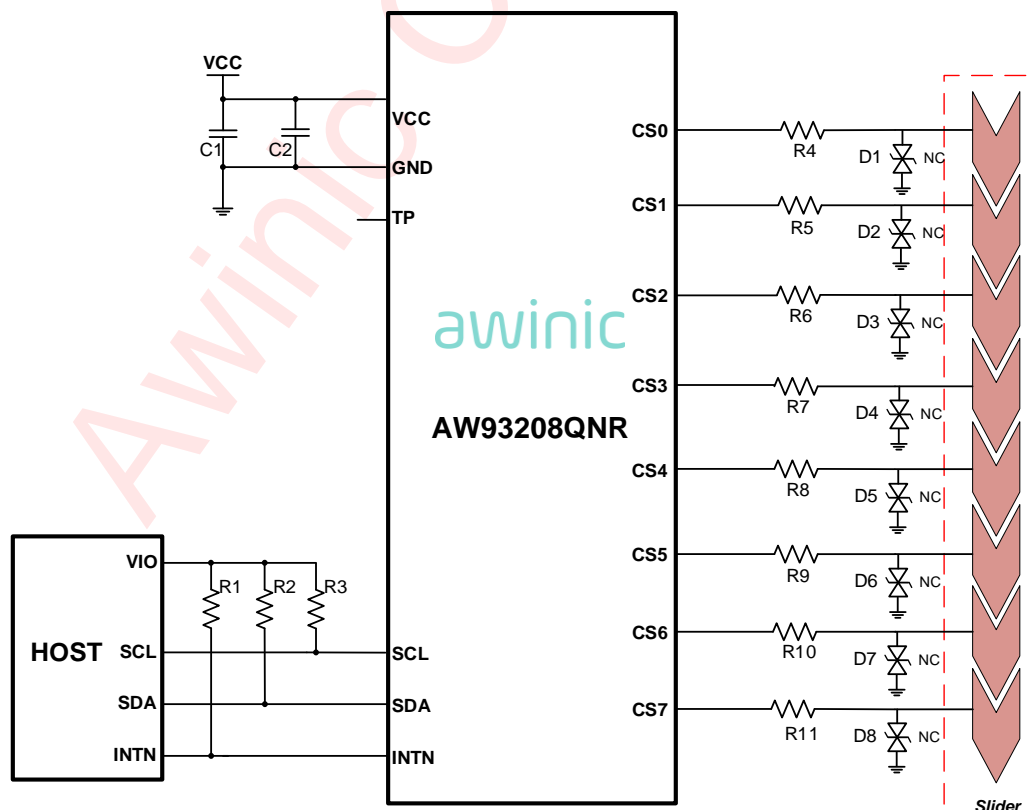 VCC
C1
C2
VCC
GND
TP
awinic
AW93208QNR
HOST
VIO
SCL
SDA
INTN
R1
R2
R3
SCL
SDA
INTN
CS0
R4
D1
NC
CS1
R5
D2
NC
CS2
R6
D3
NC
CS3
R7
D4
NC
CS4
R8
D5
NC
CS5
R9
D6
NC
CS6
R10
D7
NC
CS7
R11
D8
NC
Slider
Awinic